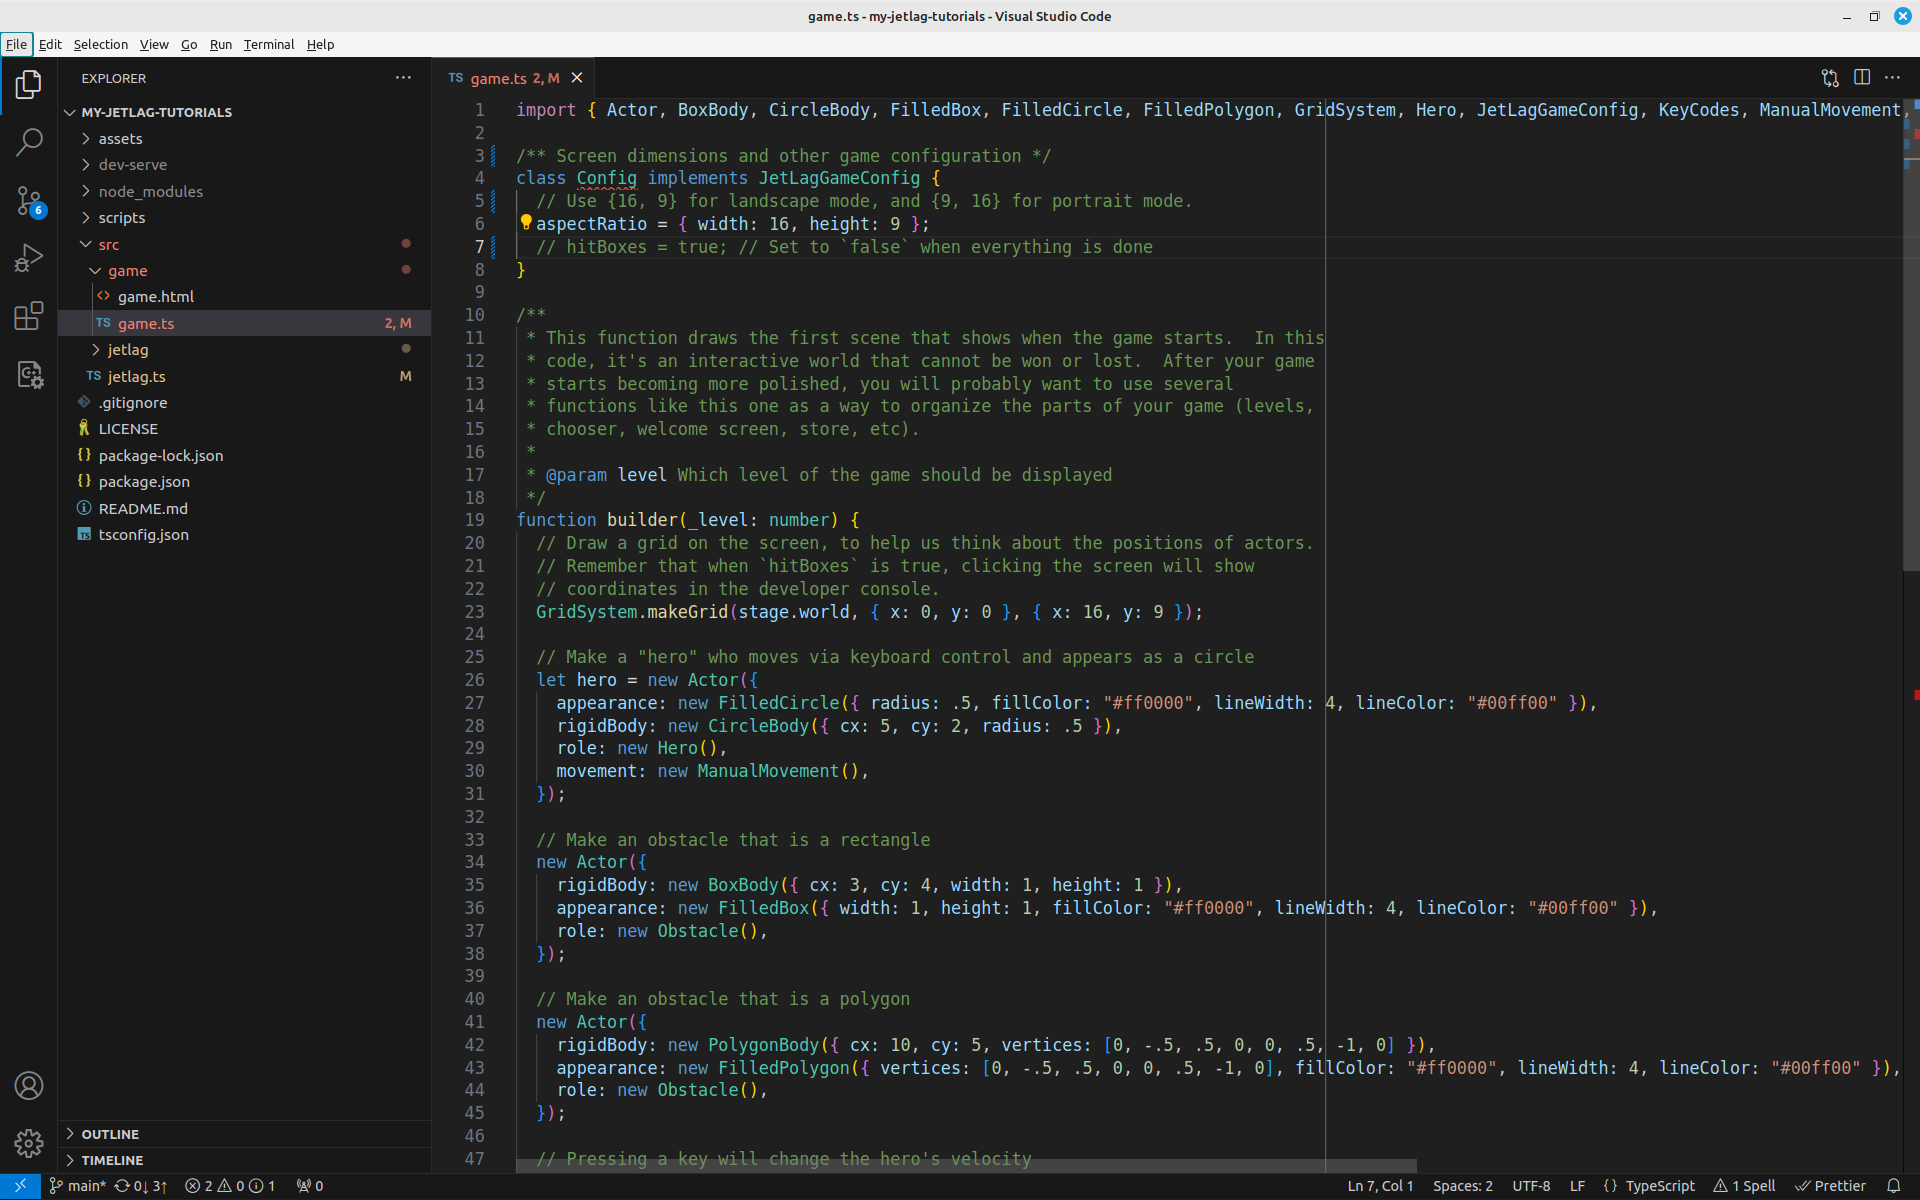 game.ts - my-jetlag-tutorials - Visual Studio Code
File Edit Selection View Go Run Terminal Help
EXPLORER
MY-JETLAG-TUTORIALS
assets
dev-serve
node_modules
scripts
src
game
game.html
TS game.ts 2, M
jetlag
TS jetlag.ts M
.gitignore
LICENSE
{} package-lock.json
{} package.json
README.md
TS tsconfig.json
OUTLINE
TIMELINE
6
TS game.ts 2, M
1 import { Actor, BoxBody, CircleBody, FilledBox, FilledCircle, FilledPolygon, GridSystem, Hero, JetLagGameConfig, KeyCodes, ManualMovement,
2
3 /** Screen dimensions and other game configuration */
4 class Config implements JetLagGameConfig {
5   // Use {16, 9} for landscape mode, and {9, 16} for portrait mode.
6   aspectRatio = { width: 16, height: 9 };
7   // hitBoxes = true; // Set to `false` when everything is done
8 }
9
10 /**
11  * This function draws the first scene that shows when the game starts.  In this
12  * code, it's an interactive world that cannot be won or lost.  After your game
13  * starts becoming more polished, you will probably want to use several
14  * functions like this one as a way to organize the parts of your game (levels,
15  * chooser, welcome screen, store, etc).
16  *
17  * @param level Which level of the game should be displayed
18  */
19 function builder(_level: number) {
20   // Draw a grid on the screen, to help us think about the positions of actors.
21   // Remember that when `hitBoxes` is true, clicking the screen will show
22   // coordinates in the developer console.
23   GridSystem.makeGrid(stage.world, { x: 0, y: 0 }, { x: 16, y: 9 });
24
25   // Make a "hero" who moves via keyboard control and appears as a circle
26   let hero = new Actor({
27     appearance: new FilledCircle({ radius: .5, fillColor: "#ff0000", lineWidth: 4, lineColor: "#00ff00" }),
28     rigidBody: new CircleBody({ cx: 5, cy: 2, radius: .5 }),
29     role: new Hero(),
30     movement: new ManualMovement(),
31   });
32
33   // Make an obstacle that is a rectangle
34   new Actor({
35     rigidBody: new BoxBody({ cx: 3, cy: 4, width: 1, height: 1 }),
36     appearance: new FilledBox({ width: 1, height: 1, fillColor: "#ff0000", lineWidth: 4, lineColor: "#00ff00" }),
37     role: new Obstacle(),
38   });
39
40   // Make an obstacle that is a polygon
41   new Actor({
42     rigidBody: new PolygonBody({ cx: 10, cy: 5, vertices: [0, -.5, .5, 0, 0, .5, -1, 0] }),
43     appearance: new FilledPolygon({ vertices: [0, -.5, .5, 0, 0, .5, -1, 0], fillColor: "#ff0000", lineWidth: 4, lineColor: "#00ff00" }),
44     role: new Obstacle(),
45   });
46
47   // Pressing a key will change the hero's velocity
main* 0↓ 3↑ 2 0 1 0 Ln 7, Col 1 Spaces: 2 UTF-8 LF {} TypeScript 1 Spell Prettier